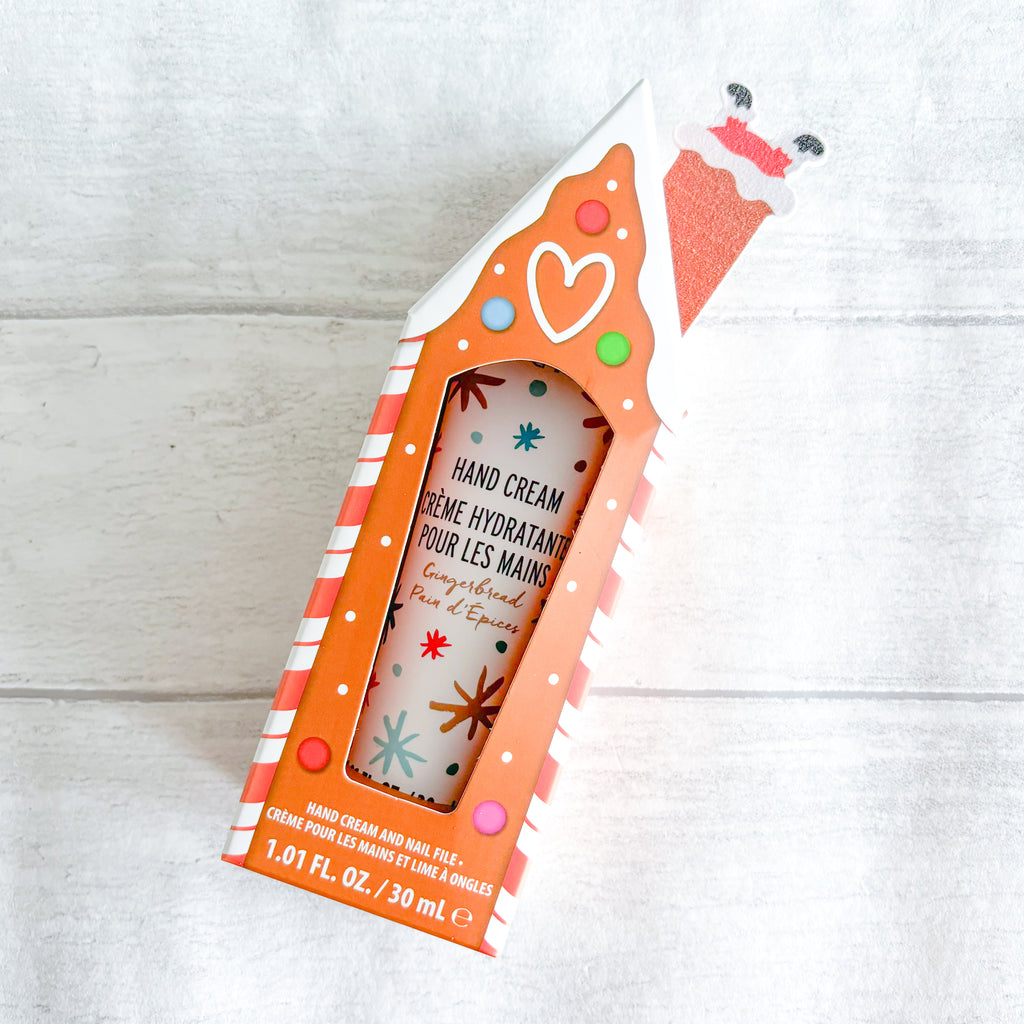 HAND CREAM
CRÈME HYDRATANTE
POUR LES MAINS
Gingerbread
Pain d'Épices
HAND CREAM AND NAIL FILE •
CRÈME POUR LES MAINS ET LIME À ONGLES
1.01 FL. OZ. / 30 mL ℮